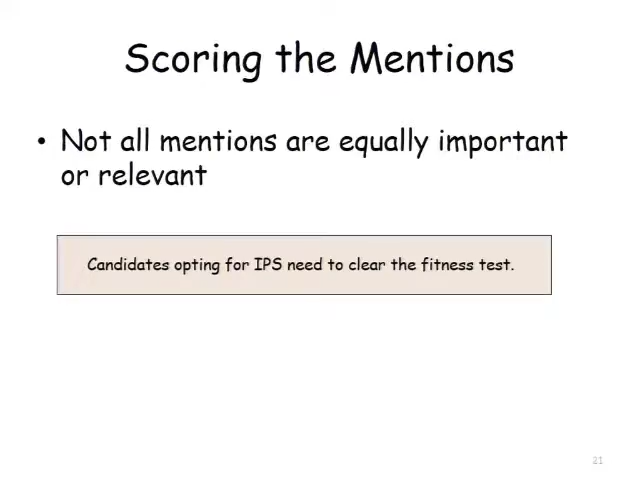 Scoring the Mentions
• Not all mentions are equally important
or relevant
Candidates opting for IPS need to clear the fitness test.
21